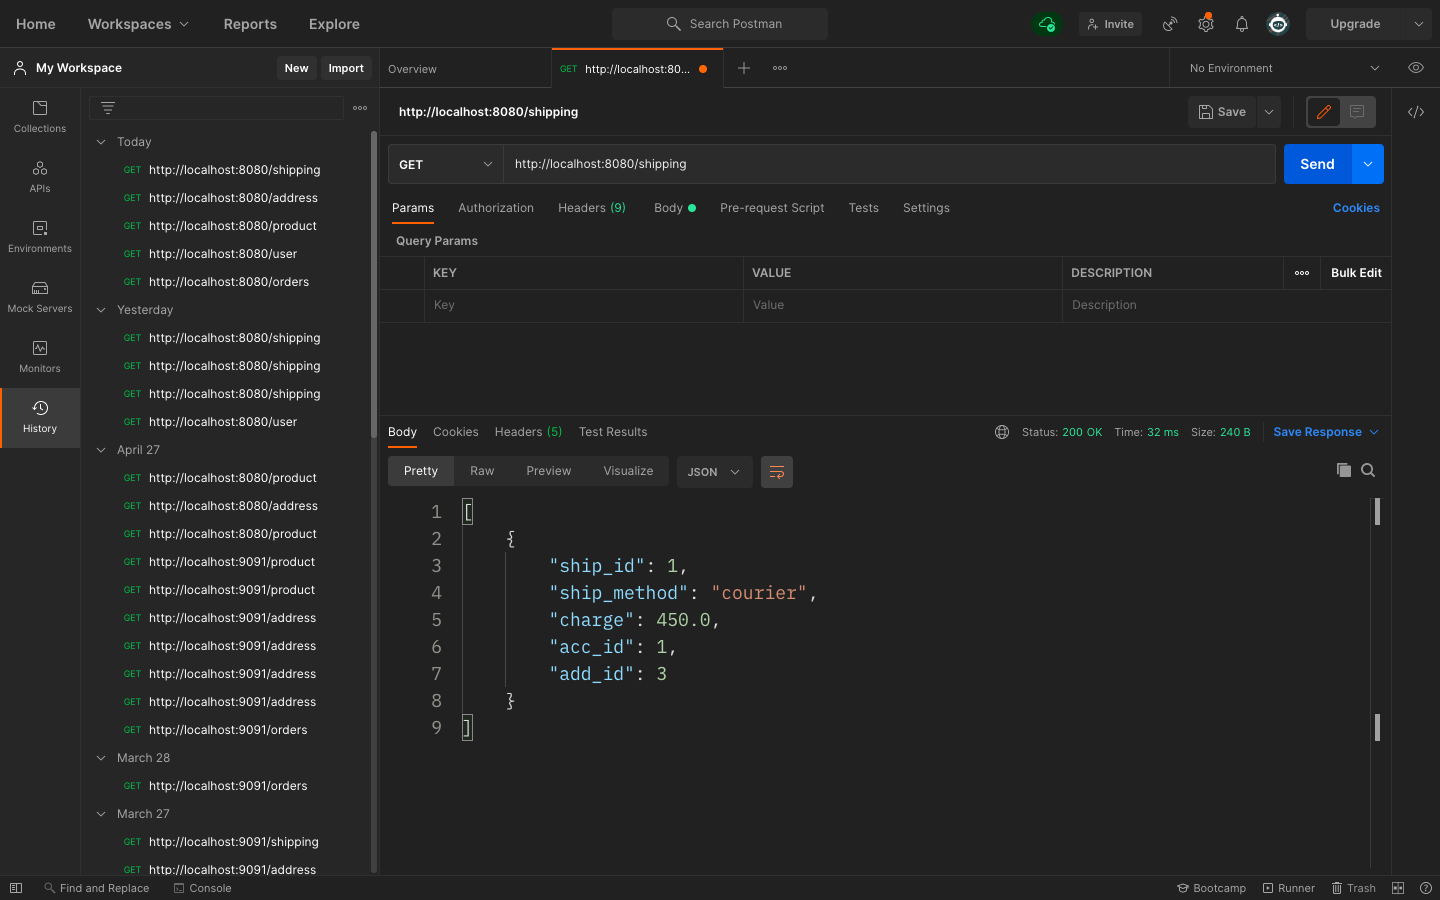 Home Workspaces Reports Explore Search Postman Invite Upgrade
My Workspace New Import
Overview GET http://localhost:80... No Environment
Collections
APIs
Environments
Mock Servers
Monitors
History
Today
GET http://localhost:8080/shipping
GET http://localhost:8080/address
GET http://localhost:8080/product
GET http://localhost:8080/user
GET http://localhost:8080/orders
Yesterday
GET http://localhost:8080/shipping
GET http://localhost:8080/shipping
GET http://localhost:8080/shipping
GET http://localhost:8080/user
April 27
GET http://localhost:8080/product
GET http://localhost:8080/address
GET http://localhost:8080/product
GET http://localhost:9091/product
GET http://localhost:9091/product
GET http://localhost:9091/address
GET http://localhost:9091/address
GET http://localhost:9091/address
GET http://localhost:9091/address
GET http://localhost:9091/orders
March 28
GET http://localhost:9091/orders
March 27
GET http://localhost:9091/shipping
GET http://localhost:9091/address
http://localhost:8080/shipping Save
GET http://localhost:8080/shipping Send
Params Authorization Headers (9) Body Pre-request Script Tests Settings Cookies
Query Params
KEY VALUE DESCRIPTION Bulk Edit
Key Value Description
Body Cookies Headers (5) Test Results Status: 200 OK Time: 32 ms Size: 240 B Save Response
Pretty Raw Preview Visualize JSON
1 [
2 {
3 "ship_id": 1,
4 "ship_method": "courier",
5 "charge": 450.0,
6 "acc_id": 1,
7 "add_id": 3
8 }
9 ]
Find and Replace Console Bootcamp Runner Trash